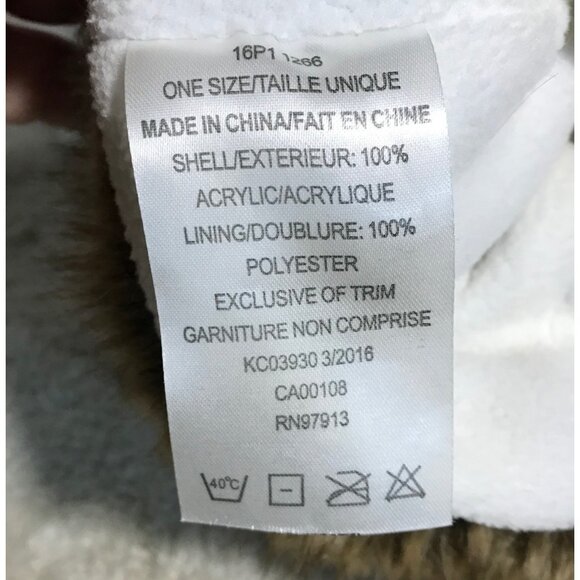 16P1 1266
ONE SIZE/TAILLE UNIQUE
MADE IN CHINA/FAIT EN CHINE
SHELL/EXTERIEUR: 100%
ACRYLIC/ACRYLIQUE
LINING/DOUBLURE: 100%
POLYESTER
EXCLUSIVE OF TRIM
GARNITURE NON COMPRISE
KC03930 3/2016
CA00108
RN97913
40°C